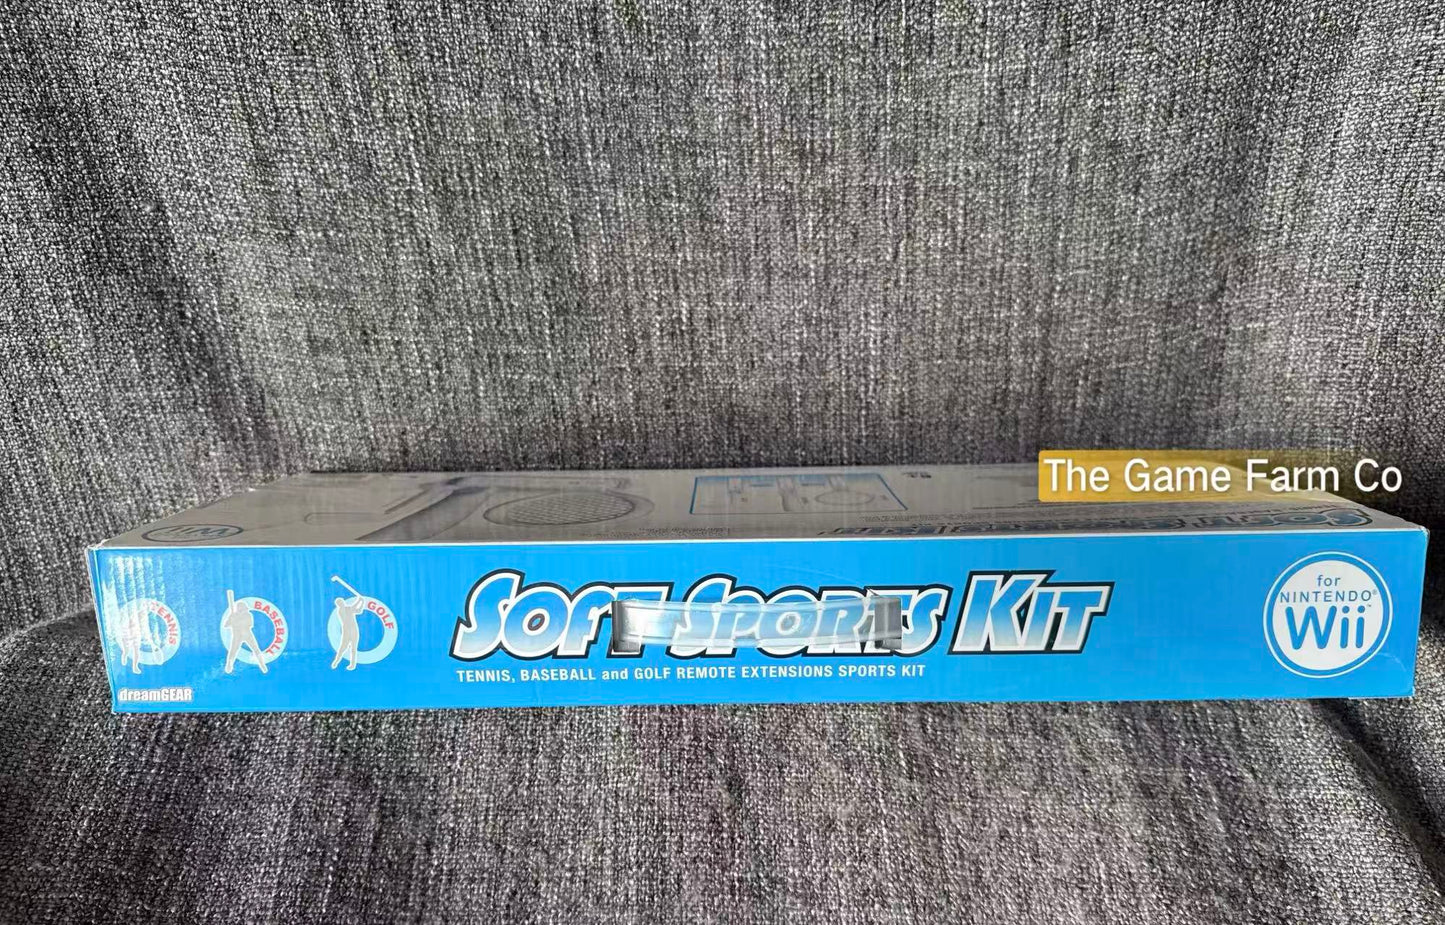 The Game Farm Co
Wii
TENNIS
BASEBALL
GOLF
dreamGEAR
SOFT SPORTS KIT
TENNIS, BASEBALL and GOLF REMOTE EXTENSIONS SPORTS KIT
for
NINTENDO®
Wii